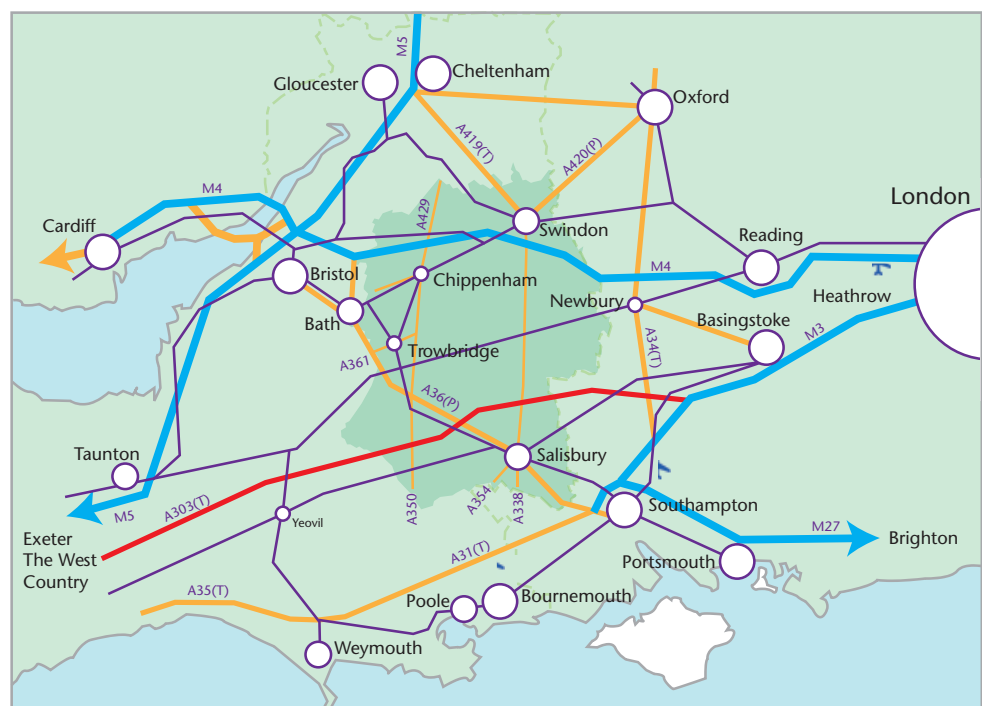 M5
Gloucester
Cheltenham
Oxford
A419(T)
A420(P)
M4
A429
London
Cardiff
Swindon
Reading
Bristol
Chippenham
M4
Heathrow
Newbury
Bath
Basingstoke
M3
Trowbridge
A34(T)
A361
A36(P)
Taunton
Salisbury
A303(T)
A350
A354
A338
M5
Yeovil
Southampton
M27
Exeter
The West
Country
Brighton
A31(T)
Portsmouth
A35(T)
Poole
Bournemouth
Weymouth